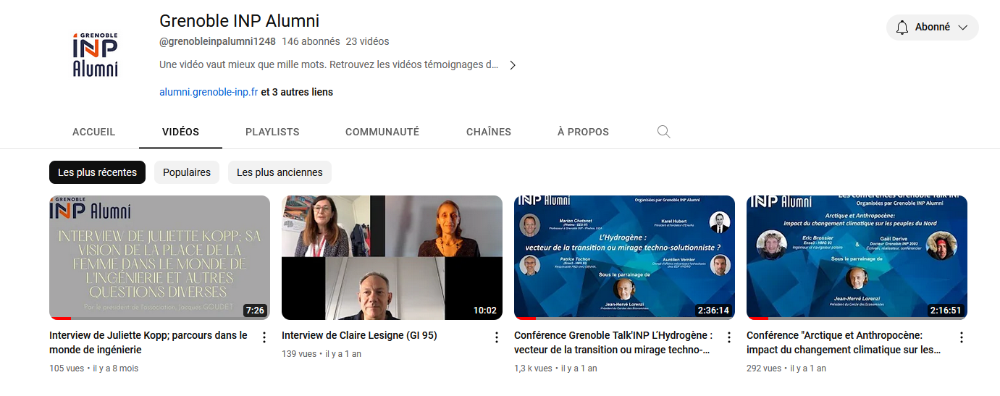 GRENOBLE
INP
Alumni
Grenoble INP Alumni
@grenobleinpalumni1248 146 abonnés 23 vidéos
Une vidéo vaut mieux que mille mots. Retrouvez les vidéos témoignages d...
alumni.grenoble-inp.fr et 3 autres liens
Abonné
ACCUEIL VIDÉOS PLAYLISTS COMMUNAUTÉ CHAÎNES À PROPOS
Les plus récentes Populaires Les plus anciennes
GRENOBLE
INP Alumni
INTERVIEW DE JULIETTE KOPP; SA
VISION DE LA PLACE DE LA
FEMME DANS LE MONDE DE
L'INGÉNIERIE ET AUTRES
QUESTIONS DIVERSES
Par le président de l'association, Jacques GOUDET
7:26
Interview de Juliette Kopp; parcours dans le
monde de ingénierie
105 vues • il y a 8 mois
10:02
Interview de Claire Lesigne (GI 95)
139 vues • il y a 1 an
INP Alumni
Organisées par Grenoble INP Alumni
Marian Chatenet
Karel Hubert
L'Hydrogène :
vecteur de la transition ou mirage techno-solutionniste ?
Patrice Tochon
Aurélien Vernier
Sous le parrainage de
Jean-Hervé Lorenzi
Président du Cercle des Économistes
2:36:14
Conférence Grenoble Talk'INP L'Hydrogène :
vecteur de la transition ou mirage techno-...
1,3 k vues • il y a 1 an
INP Alumni
Les conférences Grenoble Talk'INP
Organisées par Grenoble INP Alumni
Arctique et Anthropocène:
impact du changement climatique sur les peuples du Nord
Eric Brossier
Ense3 - HMG 92
Ingénieur et navigateur polaire
&
Gaël Derive
Docteur Grenoble INP 2003
Écrivain, réalisateur, conférencier
Sous le parrainage de
Jean-Hervé Lorenzi
Président du Cercle des Économistes
2:16:51
Conférence "Arctique et Anthropocène:
impact du changement climatique sur les...
292 vues • il y a 1 an